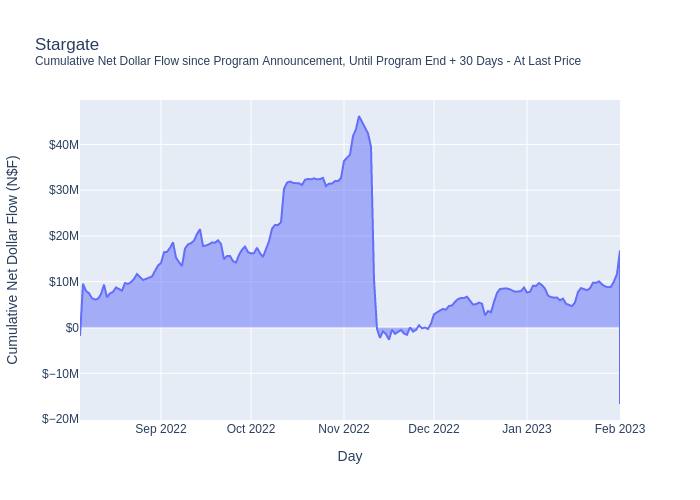 Stargate
Cumulative Net Dollar Flow since Program Announcement, Until Program End + 30 Days - At Last Price
Cumulative Net Dollar Flow (N$F)
$40M
$30M
$20M
$10M
$0
$−10M
$−20M
Sep 2022 Oct 2022 Nov 2022 Dec 2022 Jan 2023 Feb 2023
Day